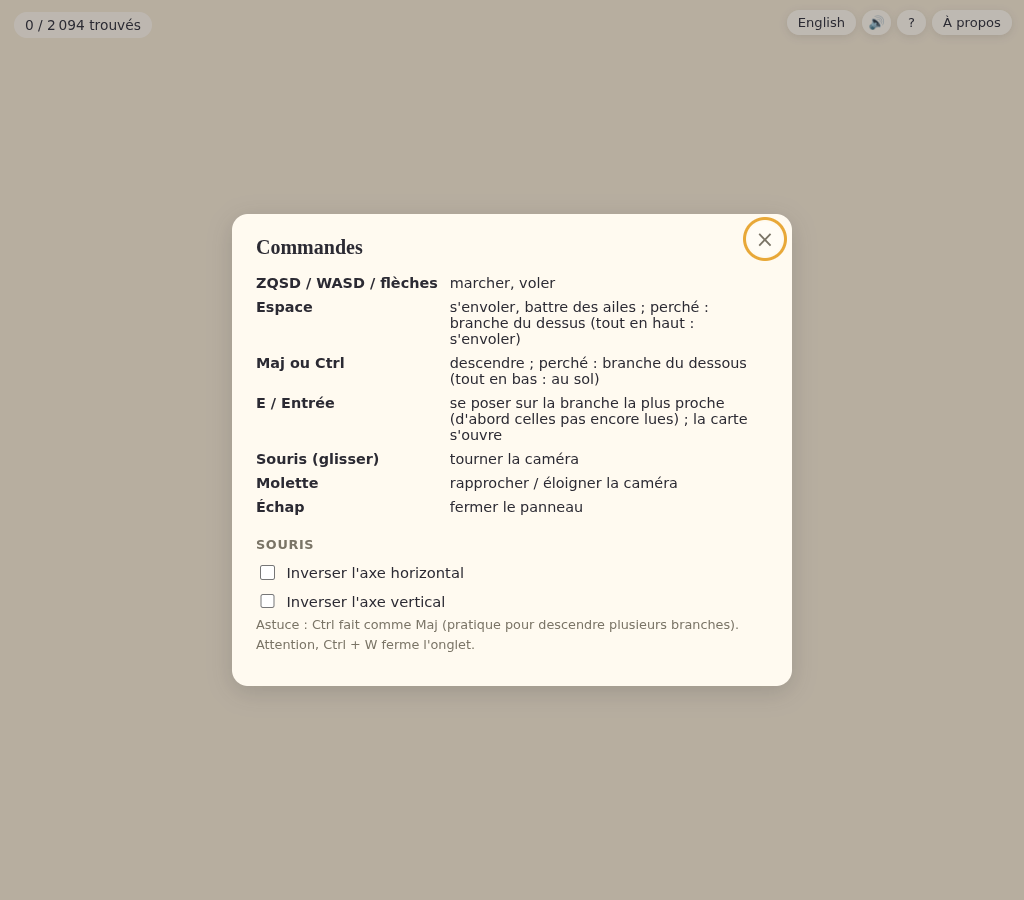 0 / 2 094 trouvés
English
🔊
?
À propos
Commandes
×
ZQSD / WASD / flèches marcher, voler
Espace s'envoler, battre des ailes ; perché :
branche du dessus (tout en haut :
s'envoler)
Maj ou Ctrl descendre ; perché : branche du dessous
(tout en bas : au sol)
E / Entrée se poser sur la branche la plus proche
(d'abord celles pas encore lues) ; la carte
s'ouvre
Souris (glisser) tourner la caméra
Molette rapprocher / éloigner la caméra
Échap fermer le panneau
SOURIS
Inverser l'axe horizontal
Inverser l'axe vertical
Astuce : Ctrl fait comme Maj (pratique pour descendre plusieurs branches).
Attention, Ctrl + W ferme l'onglet.